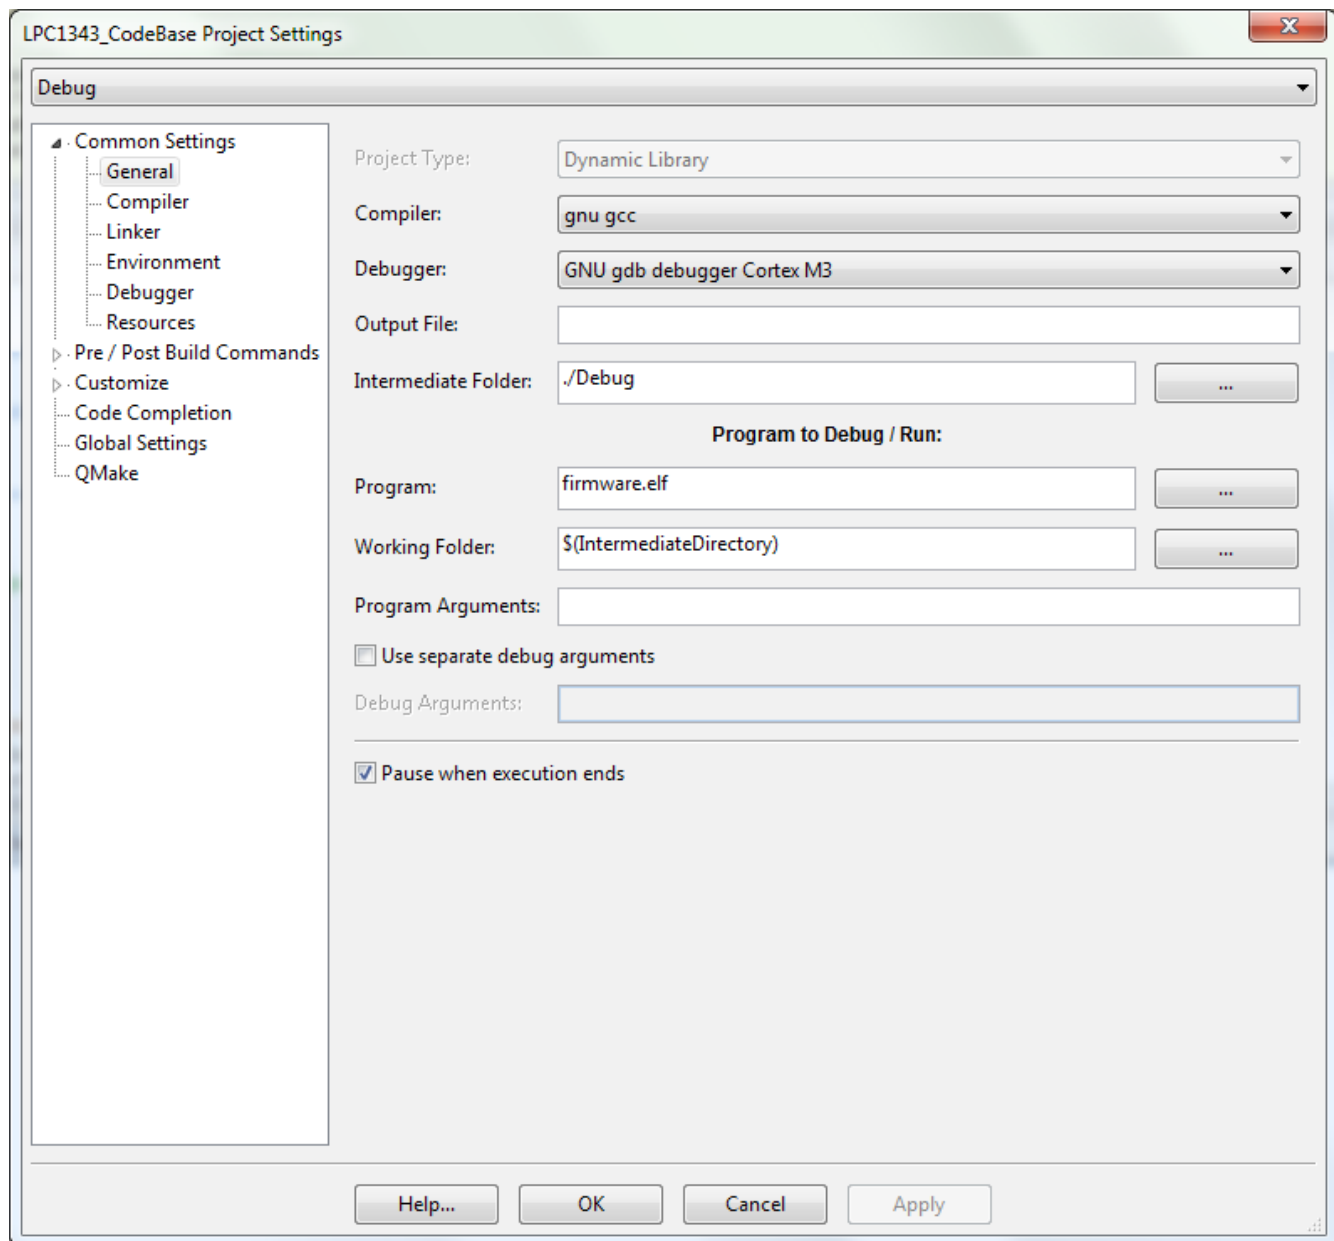 LPC1343_CodeBase Project Settings
Debug
Common Settings
General
Compiler
Linker
Environment
Debugger
Resources
Pre / Post Build Commands
Customize
Code Completion
Global Settings
QMake
Project Type: Dynamic Library
Compiler: gnu gcc
Debugger: GNU gdb debugger Cortex M3
Output File:
Intermediate Folder: ./Debug ...
Program to Debug / Run:
Program: firmware.elf ...
Working Folder: $(IntermediateDirectory) ...
Program Arguments:
Use separate debug arguments
Debug Arguments:
Pause when execution ends
Help... OK Cancel Apply